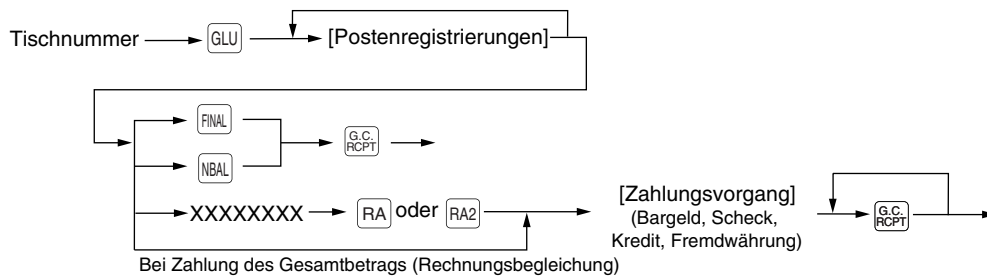 Tischnummer GLU [Postenregistrierungen]
FINAL
NBAL
G.C.
RCPT
XXXXXXXX RA oder RA2
[Zahlungsvorgang]
(Bargeld, Scheck,
Kredit, Fremdwährung)
G.C.
RCPT
Bei Zahlung des Gesamtbetrags (Rechnungsbegleichung)